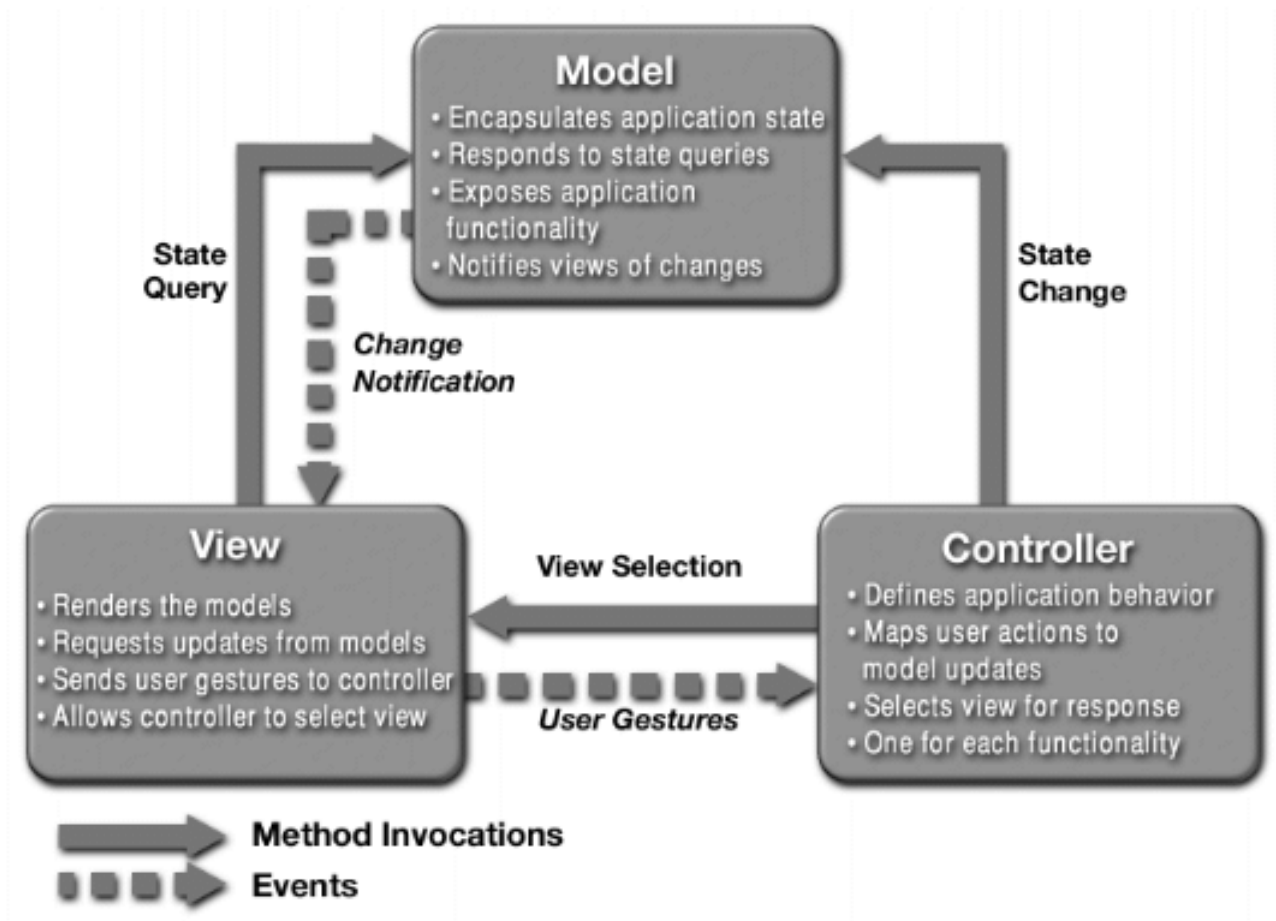 Model
• Encapsulates application state
• Responds to state queries
• Exposes application
functionality
• Notifies views of changes
State
Query
State
Change
Change
Notification
View
• Renders the models
• Requests updates from models
• Sends user gestures to controller
• Allows controller to select view
View Selection
User Gestures
Controller
• Defines application behavior
• Maps user actions to
model updates
• Selects view for response
• One for each functionality
Method Invocations
Events